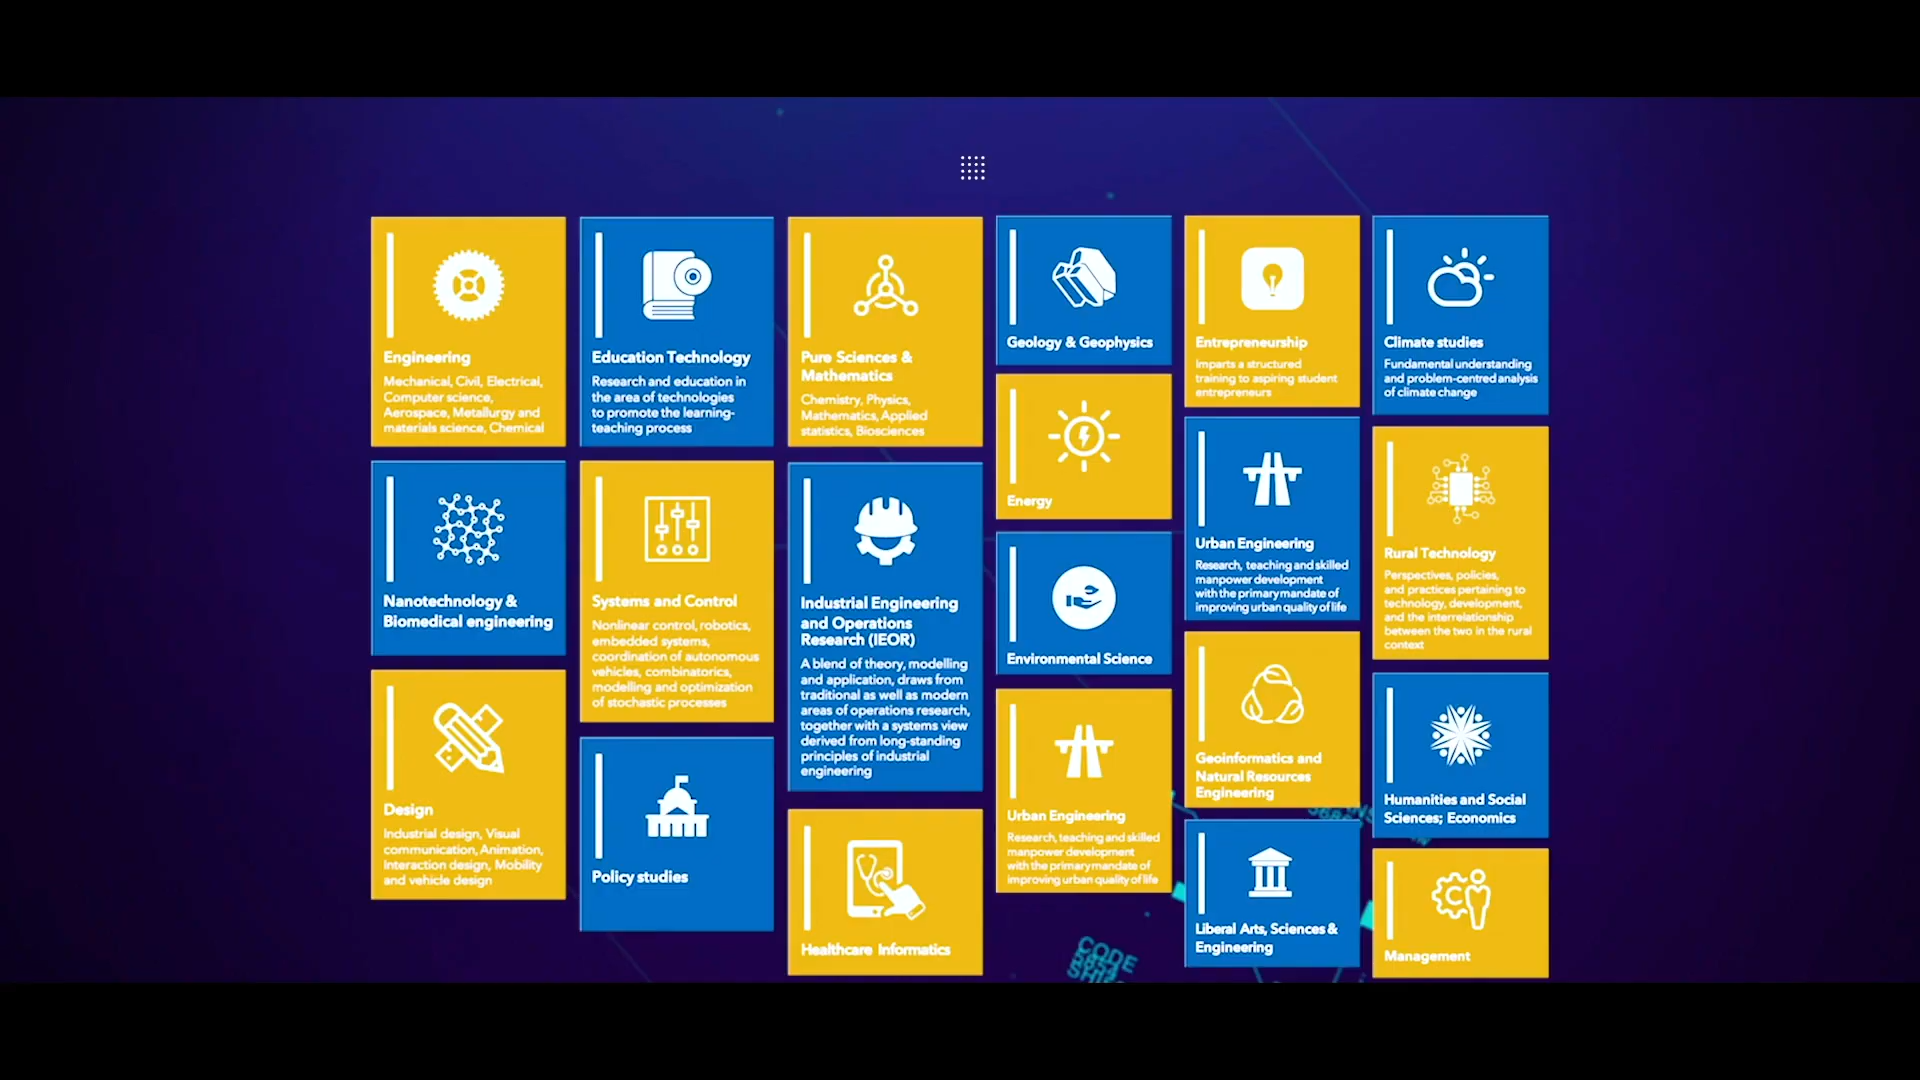 Engineering
Mechanical, Civil, Electrical,
Computer science,
Aerospace, Metallurgy and
materials science, Chemical
Nanotechnology &
Biomedical engineering
Design
Industrial design, Visual
communication, Animation,
Interaction design, Mobility
and vehicle design
Education Technology
Research and education in
the area of technologies
to promote the learning-
teaching process
Systems and Control
Nonlinear control, robotics,
embedded systems,
coordination of autonomous
vehicles, combinatorics,
modelling and optimization
of stochastic processes
Policy studies
Pure Sciences &
Mathematics
Chemistry, Physics,
Mathematics, Applied
statistics, Biosciences
Industrial Engineering
and Operations
Research (IEOR)
A blend of theory, modelling
and application, draws from
traditional as well as modern
areas of operations research,
together with a systems view
derived from long-standing
principles of industrial
engineering
Healthcare Informatics
Geology & Geophysics
Energy
Environmental Science
Urban Engineering
Research, teaching and skilled
manpower development
with the primary mandate of
improving urban quality of life
Entrepreneurship
Imparts a structured
training to aspiring student
entrepreneurs
Urban Engineering
Research, teaching and skilled
manpower development
with the primary mandate of
improving urban quality of life
Geoinformatics and
Natural Resources
Engineering
Liberal Arts, Sciences &
Engineering
Climate studies
Fundamental understanding
and problem-centred analysis
of climate change
Rural Technology
Perspectives, policies,
and practices pertaining to
technology, development,
and the interrelationship
between the two in the rural
context
Humanities and Social
Sciences; Economics
Management
CODE